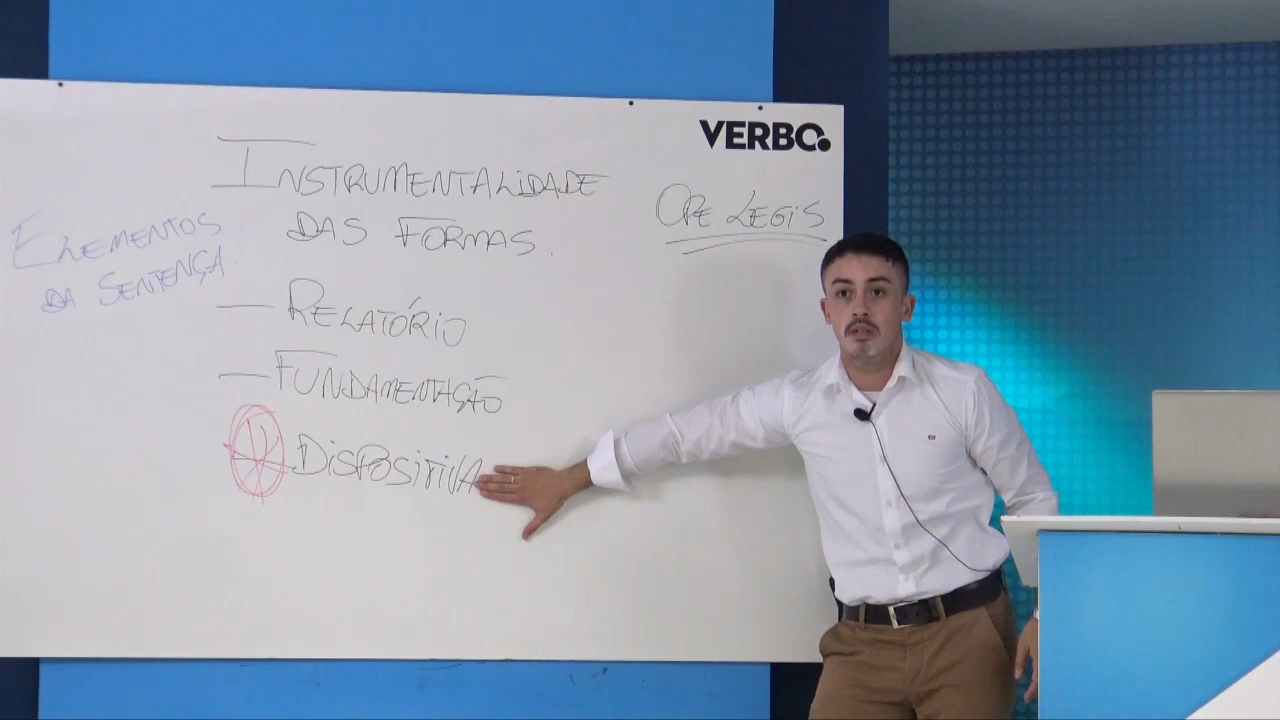 VERBO.
INSTRUMENTALIDADE
DAS FORMAS.
OPE LEGIS
ELEMENTOS
DA SENTENÇA.
— RELATÓRIO
— FUNDAMENTAÇÃO
DISPOSITIVA